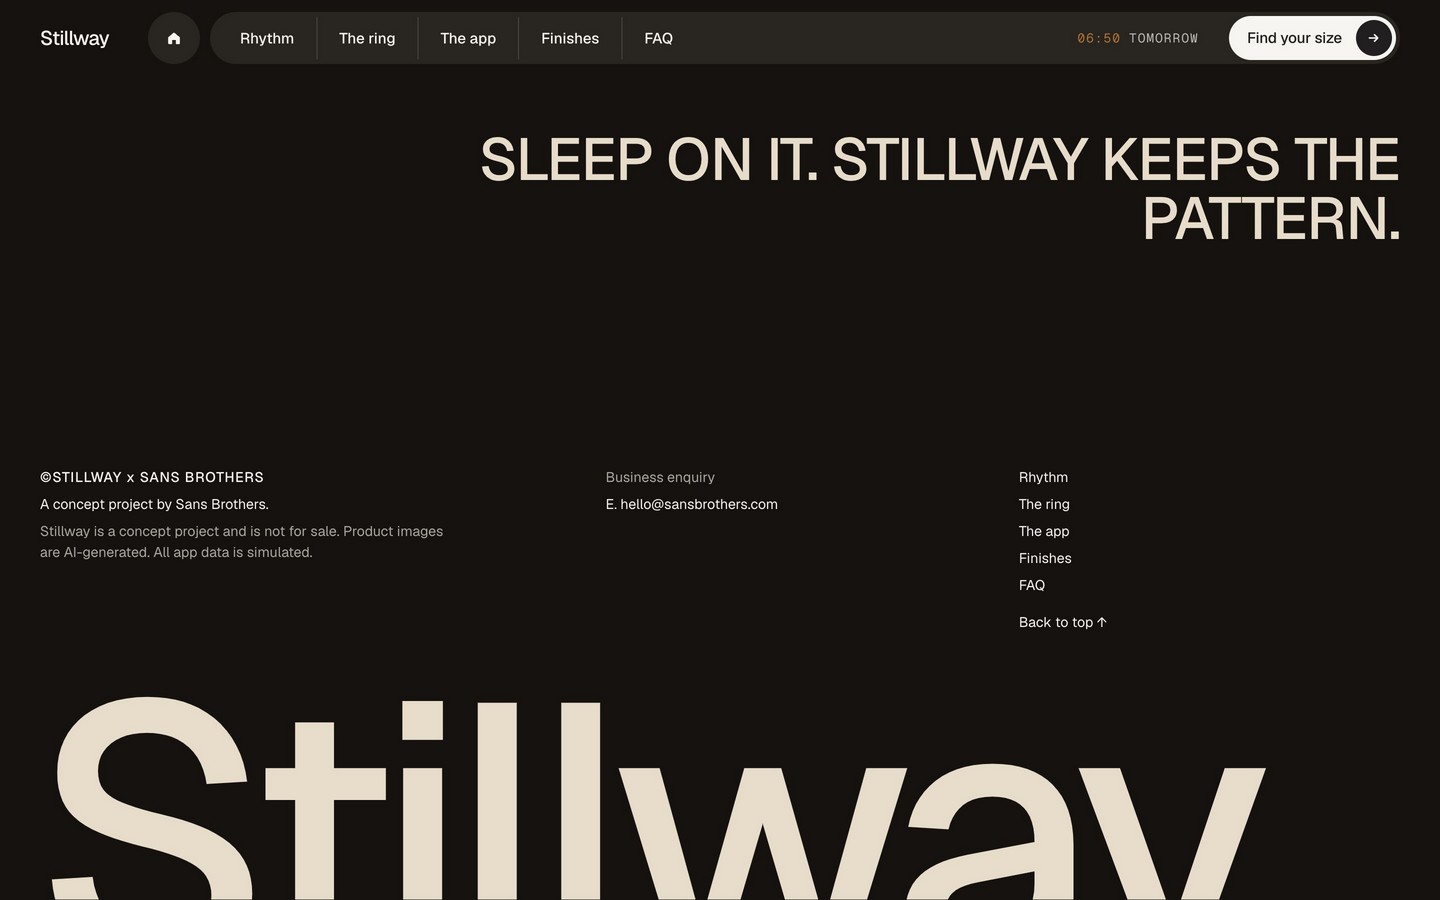 Stillway
Rhythm
The ring
The app
Finishes
FAQ
06:50 TOMORROW
Find your size
SLEEP ON IT. STILLWAY KEEPS THE
PATTERN.
©STILLWAY x SANS BROTHERS
A concept project by Sans Brothers.
Stillway is a concept project and is not for sale. Product images
are AI-generated. All app data is simulated.
Business enquiry
E. hello@sansbrothers.com
Rhythm
The ring
The app
Finishes
FAQ
Back to top ↑
Stillway